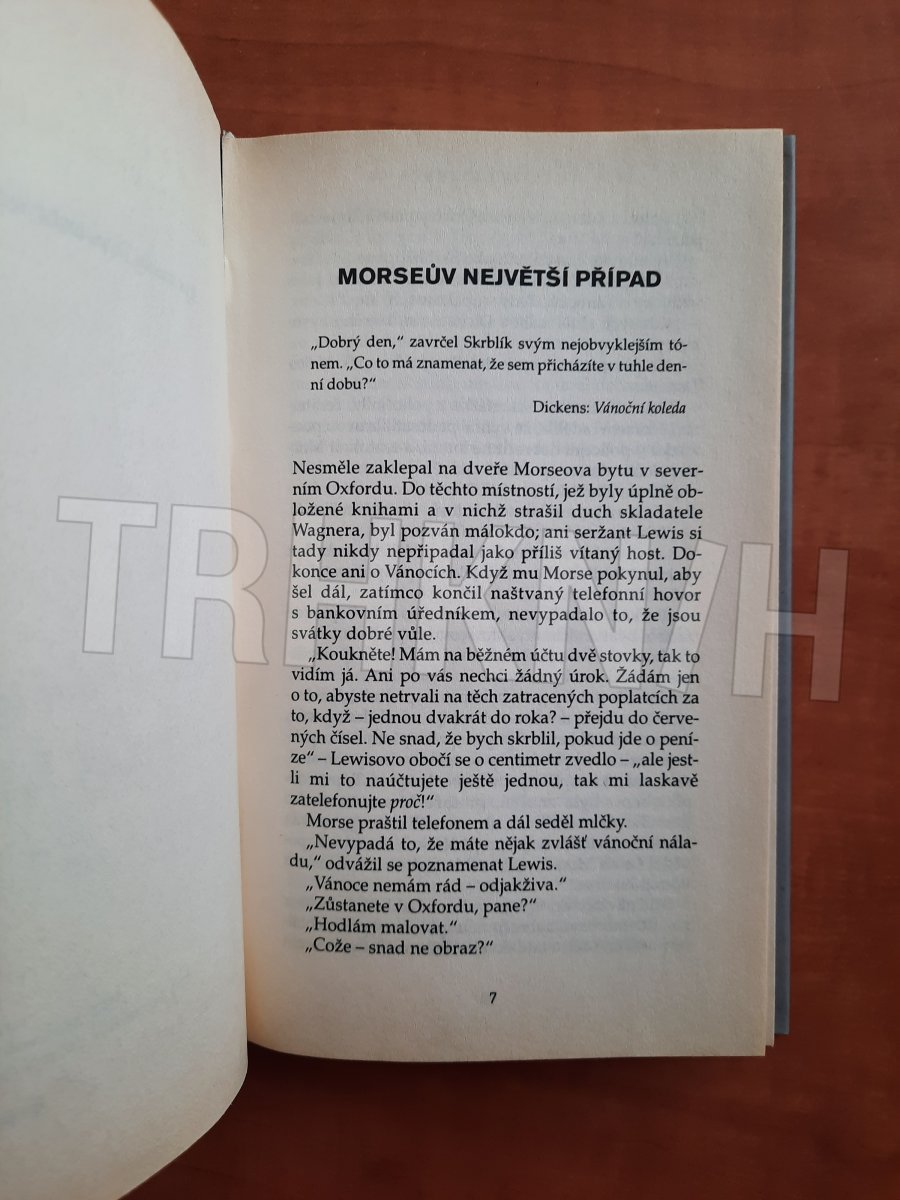 MORSEŮV NEJVĚTŠÍ PŘÍPAD
„Dobrý den,“ zavrčel Skrblík svým nejobvyklejším tó-
nem. „Co to má znamenat, že sem přicházíte v tuhle den-
ní dobu?“
Dickens: Vánoční koleda
Nesměle zaklepal na dveře Morseova bytu v sever-
ním Oxfordu. Do těchto místností, jež byly úplně ob-
ložené knihami a v nichž strašil duch skladatele
Wagnera, byl pozván málokdo; ani seržant Lewis si
tady nikdy nepřipadal jako příliš vítaný host. Do-
konce ani o Vánocích. Když mu Morse pokynul, aby
šel dál, zatímco končil naštvaný telefonní hovor
s bankovním úředníkem, nevypadalo to, že jsou
svátky dobré vůle.
„Koukněte! Mám na běžném účtu dvě stovky, tak to
vidím já. Ani po vás nechci žádný úrok. Žádám jen
o to, abyste netrvali na těch zatracených poplatcích za
to, když – jednou dvakrát do roka? – přejdu do červe-
ných čísel. Ne snad, že bych skrblil, pokud jde o pení-
ze“ – Lewisovo obočí se o centimetr zvedlo – „ale jest-
li mi to naúčtujete ještě jednou, tak mi laskavě
zatelefonujte proč!“
Morse praštil telefonem a dál seděl mlčky.
„Nevypadá to, že máte nějak zvlášť vánoční nála-
du,“ odvážil se poznamenat Lewis.
„Vánoce nemám rád – odjakživa.“
„Zůstanete v Oxfordu, pane?“
„Hodlám malovat.“
„Cože – snad ne obraz?“
7
TRHKNIH